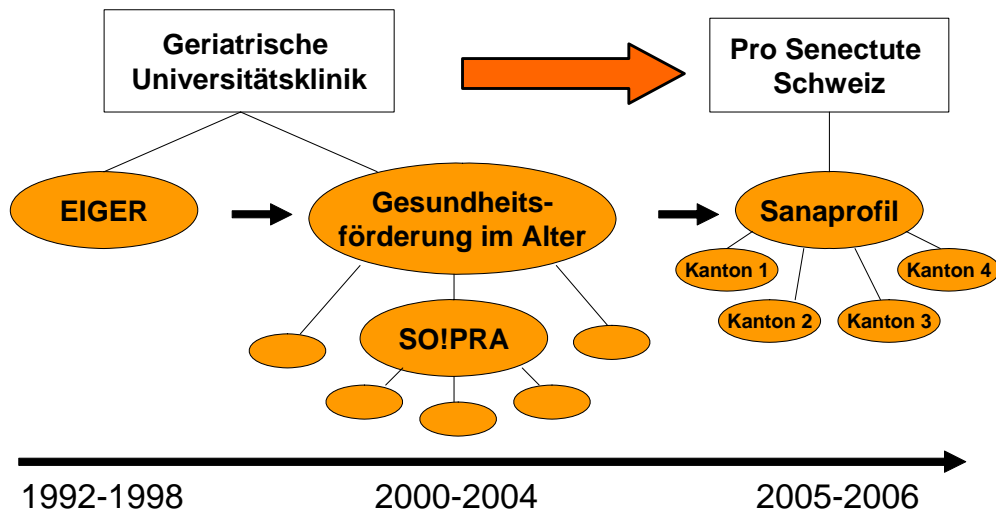 Geriatrische
Universitätsklinik
Pro Senectute
Schweiz
EIGER
Gesundheits-
förderung im Alter
Sanaprofil
Kanton 1
Kanton 4
Kanton 2
Kanton 3
SO!PRA
1992-1998
2000-2004
2005-2006